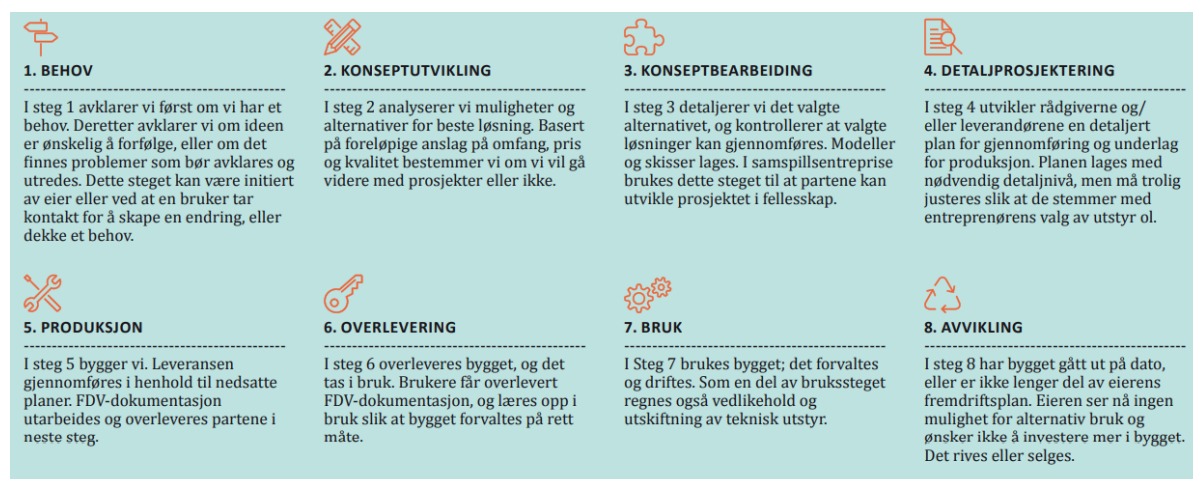 1. BEHOV
I steg 1 avklarer vi først om vi har et
behov. Deretter avklarer vi om ideen
er ønskelig å forfølge, eller om det
finnes problemer som bør avklares og
utredes. Dette steget kan være initiert
av eier eller ved at en bruker tar
kontakt for å skape en endring, eller
dekke et behov.
2. KONSEPTUTVIKLING
I steg 2 analyserer vi muligheter og
alternativer for beste løsning. Basert
på foreløpige anslag på omfang, pris
og kvalitet bestemmer vi om vi vil gå
videre med prosjekter eller ikke.
3. KONSEPTBEARBEIDING
I steg 3 detaljerer vi det valgte
alternativet, og kontrollerer at valgte
løsninger kan gjennomføres. Modeller
og skisser lages. I samspillsentreprise
brukes dette steget til at partene kan
utvikle prosjektet i fellesskap.
4. DETALJPROSJEKTERING
I steg 4 utvikler rådgiverne og/
eller leverandørene en detaljert
plan for gjennomføring og underlag
for produksjon. Planen lages med
nødvendig detaljnivå, men må trolig
justeres slik at de stemmer med
entreprenørens valg av utstyr ol.
5. PRODUKSJON
I steg 5 bygger vi. Leveransen
gjennomføres i henhold til nedsatte
planer. FDV-dokumentasjon
utarbeides og overleveres partene i
neste steg.
6. OVERLEVERING
I steg 6 overleveres bygget, og det
tas i bruk. Brukere får overlevert
FDV-dokumentasjon, og læres opp i
bruk slik at bygget forvaltes på rett
måte.
7. BRUK
I Steg 7 brukes bygget; det forvaltes
og driftes. Som en del av brukssteget
regnes også vedlikehold og
utskiftning av teknisk utstyr.
8. AVVIKLING
I steg 8 har bygget gått ut på dato,
eller er ikke lenger del av eierens
fremdriftsplan. Eieren ser nå ingen
mulighet for alternativ bruk og
ønsker ikke å investere mer i bygget.
Det rives eller selges.